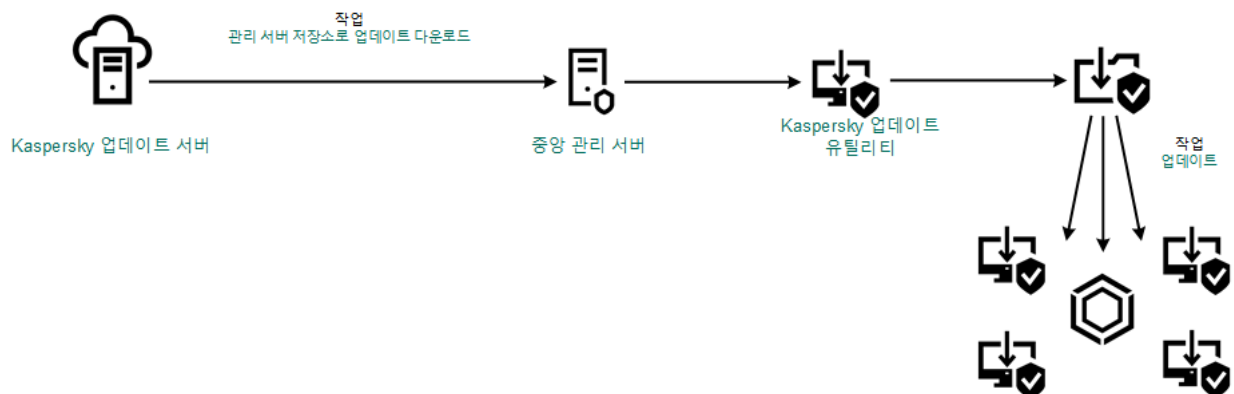 작업
관리 서버 저장소로 업데이트 다운로드
Kaspersky 업데이트 서버
중앙 관리 서버
Kaspersky 업데이트
유틸리티
작업
업데이트